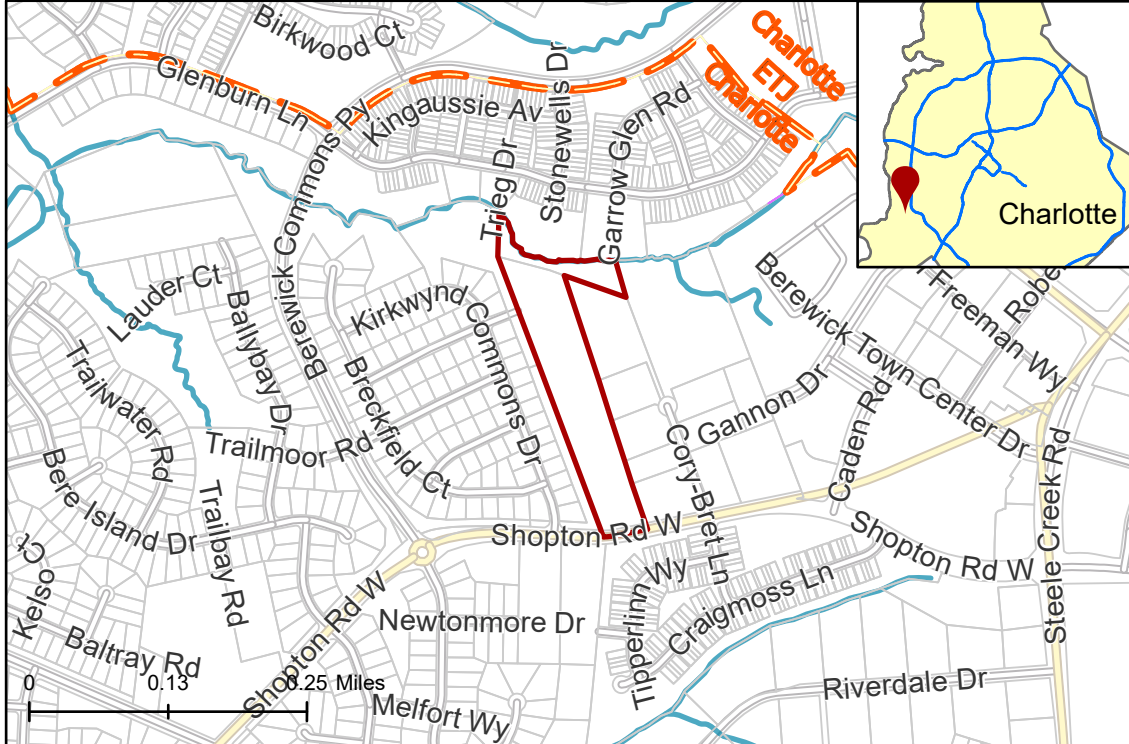 Birkwood Ct
Glenburn Ln
Kingaussie Av
Stonewells Dr
Garrow Glen Rd
Charlotte
ETJ
Charlotte
Charlotte
Trieg Dr
Berewick Commons Py
Lauder Ct
Ballybay Dr
Kirkwynd
Commons Dr
Breckfield Ct
Trailwater Rd
Trailmoor Rd
Bere Island Dr
Trailbay Rd
Kelso Ct
Baltray Rd
Shopton Rd W
Shopton Rd W
Newtonmore Dr
Melfort Wy
Tipperlinn Wy
Craigmoss Ln
Cory-Bret Ln
Gannon Dr
Caden Rd
Berewick Town Center Dr
Freeman Wy
Shopton Rd W
Steele Creek Rd
Riverdale Dr
0 0.13 0.25 Miles